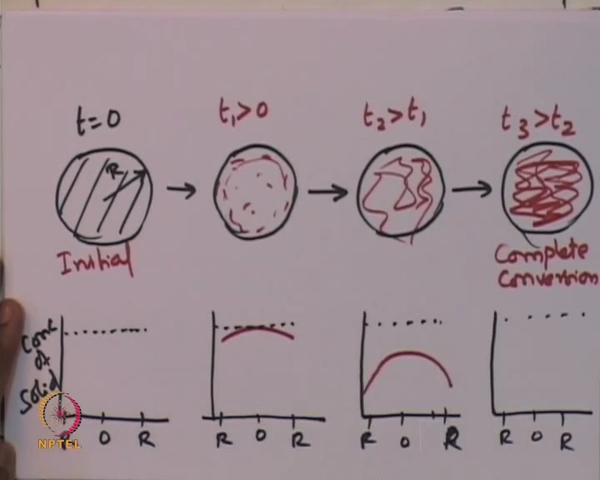 t=0
t₁>0
t₂>t₁
t₃>t₂
R
Initial
Complete
Conversion
Conc
of
Solid
R O R
R O R
R O R
R O R
NPTEL